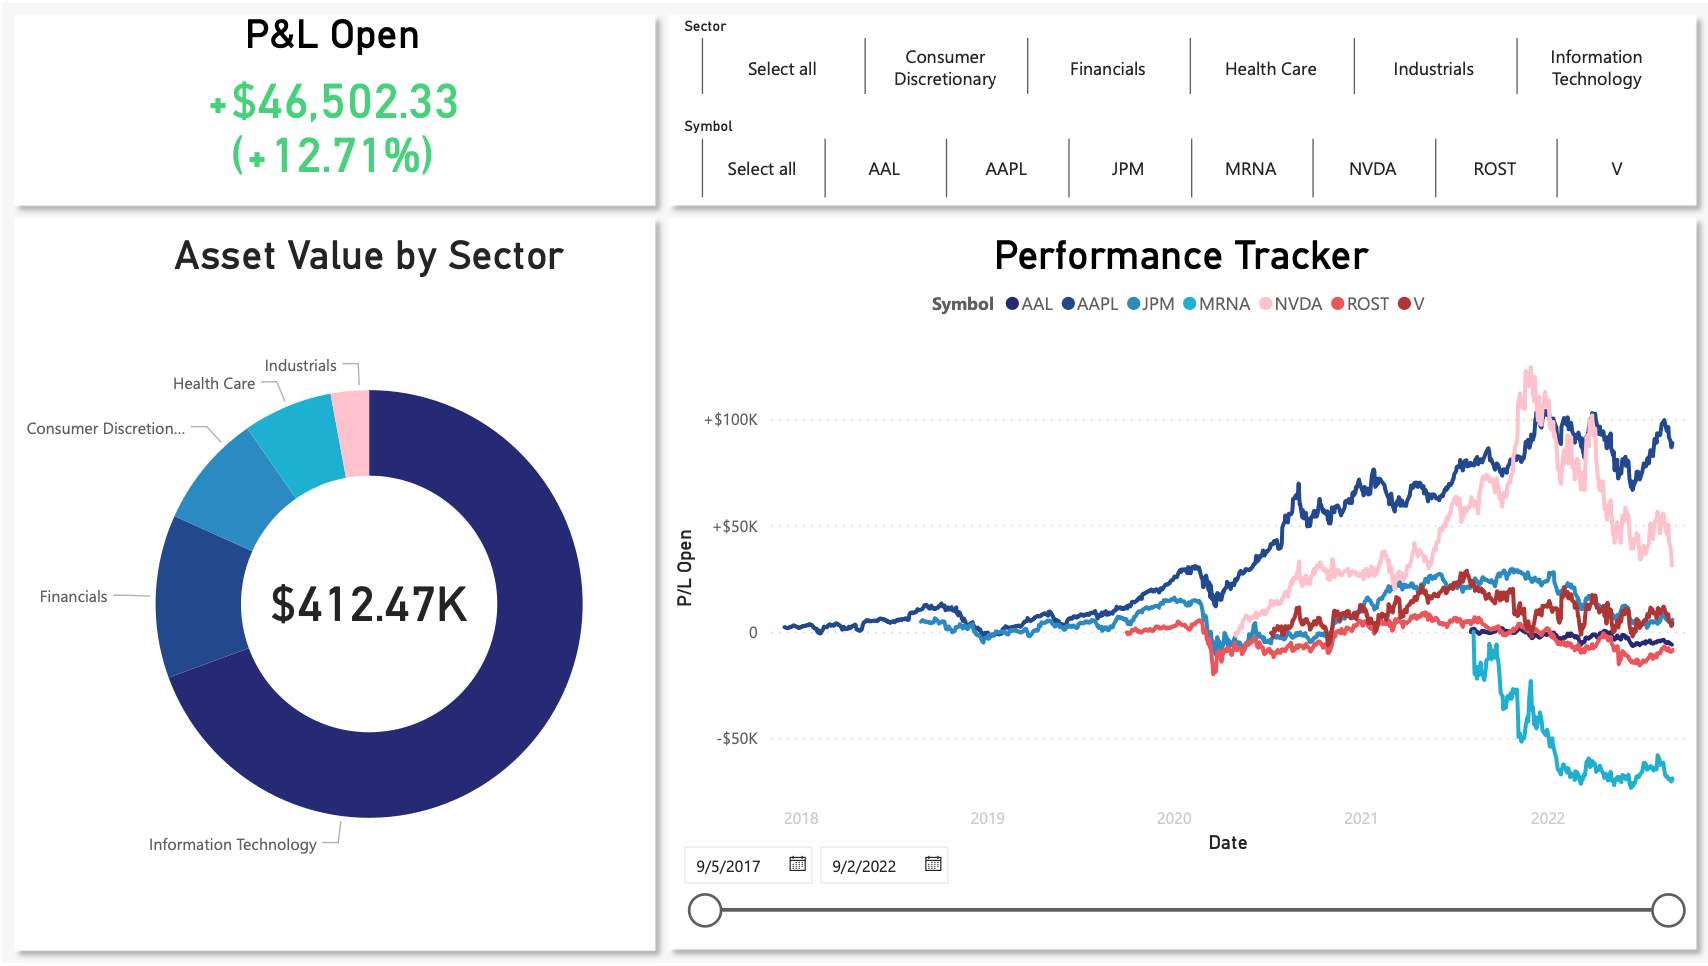 P&L Open
+$46,502.33
(+12.71%)
Sector
Select all
Consumer
Discretionary
Financials
Health Care
Industrials
Information
Technology
Symbol
Select all
AAL
AAPL
JPM
MRNA
NVDA
ROST
V
Asset Value by Sector
Industrials
Health Care
Consumer Discretion...
Financials
$412.47K
Information Technology
Performance Tracker
Symbol AAL AAPL JPM MRNA NVDA ROST V
P/L Open
+$100K
+$50K
0
-$50K
2018 2019 2020 2021 2022
Date
9/5/2017
9/2/2022